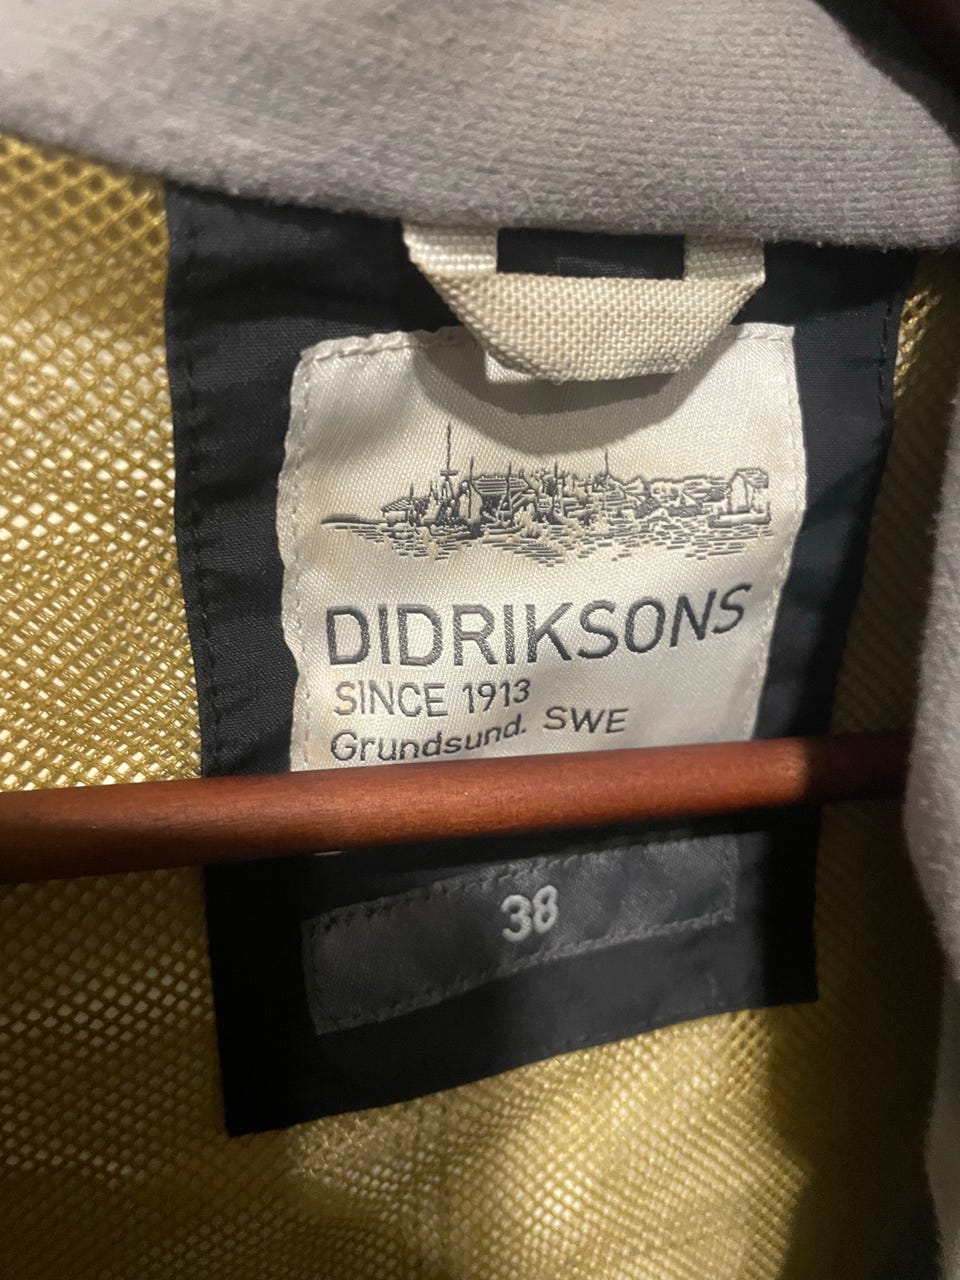 DIDRIKSONS
SINCE 1913
Grundsund. SWE
38